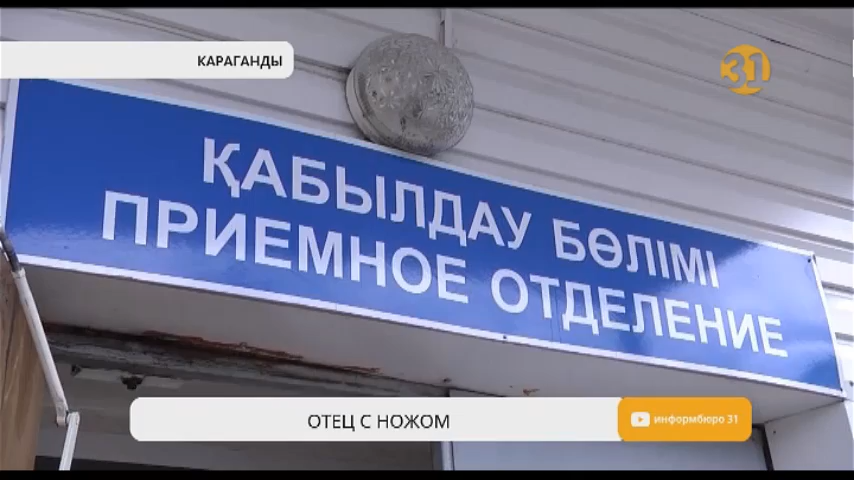 КАРАГАНДЫ
31
ҚАБЫЛДАУ БӨЛІМІ
ПРИЕМНОЕ ОТДЕЛЕНИЕ
ОТЕЦ С НОЖОМ
информбюро 31